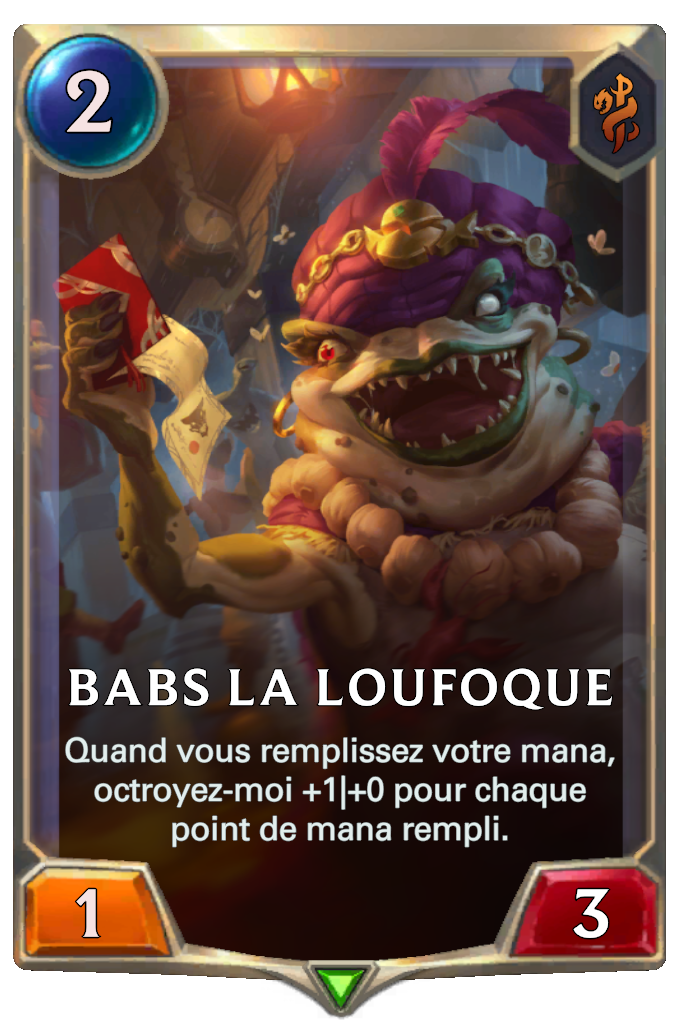 2
BABS LA LOUFOQUE
Quand vous remplissez votre mana,
octroyez-moi +1|+0 pour chaque
point de mana rempli.
1
3